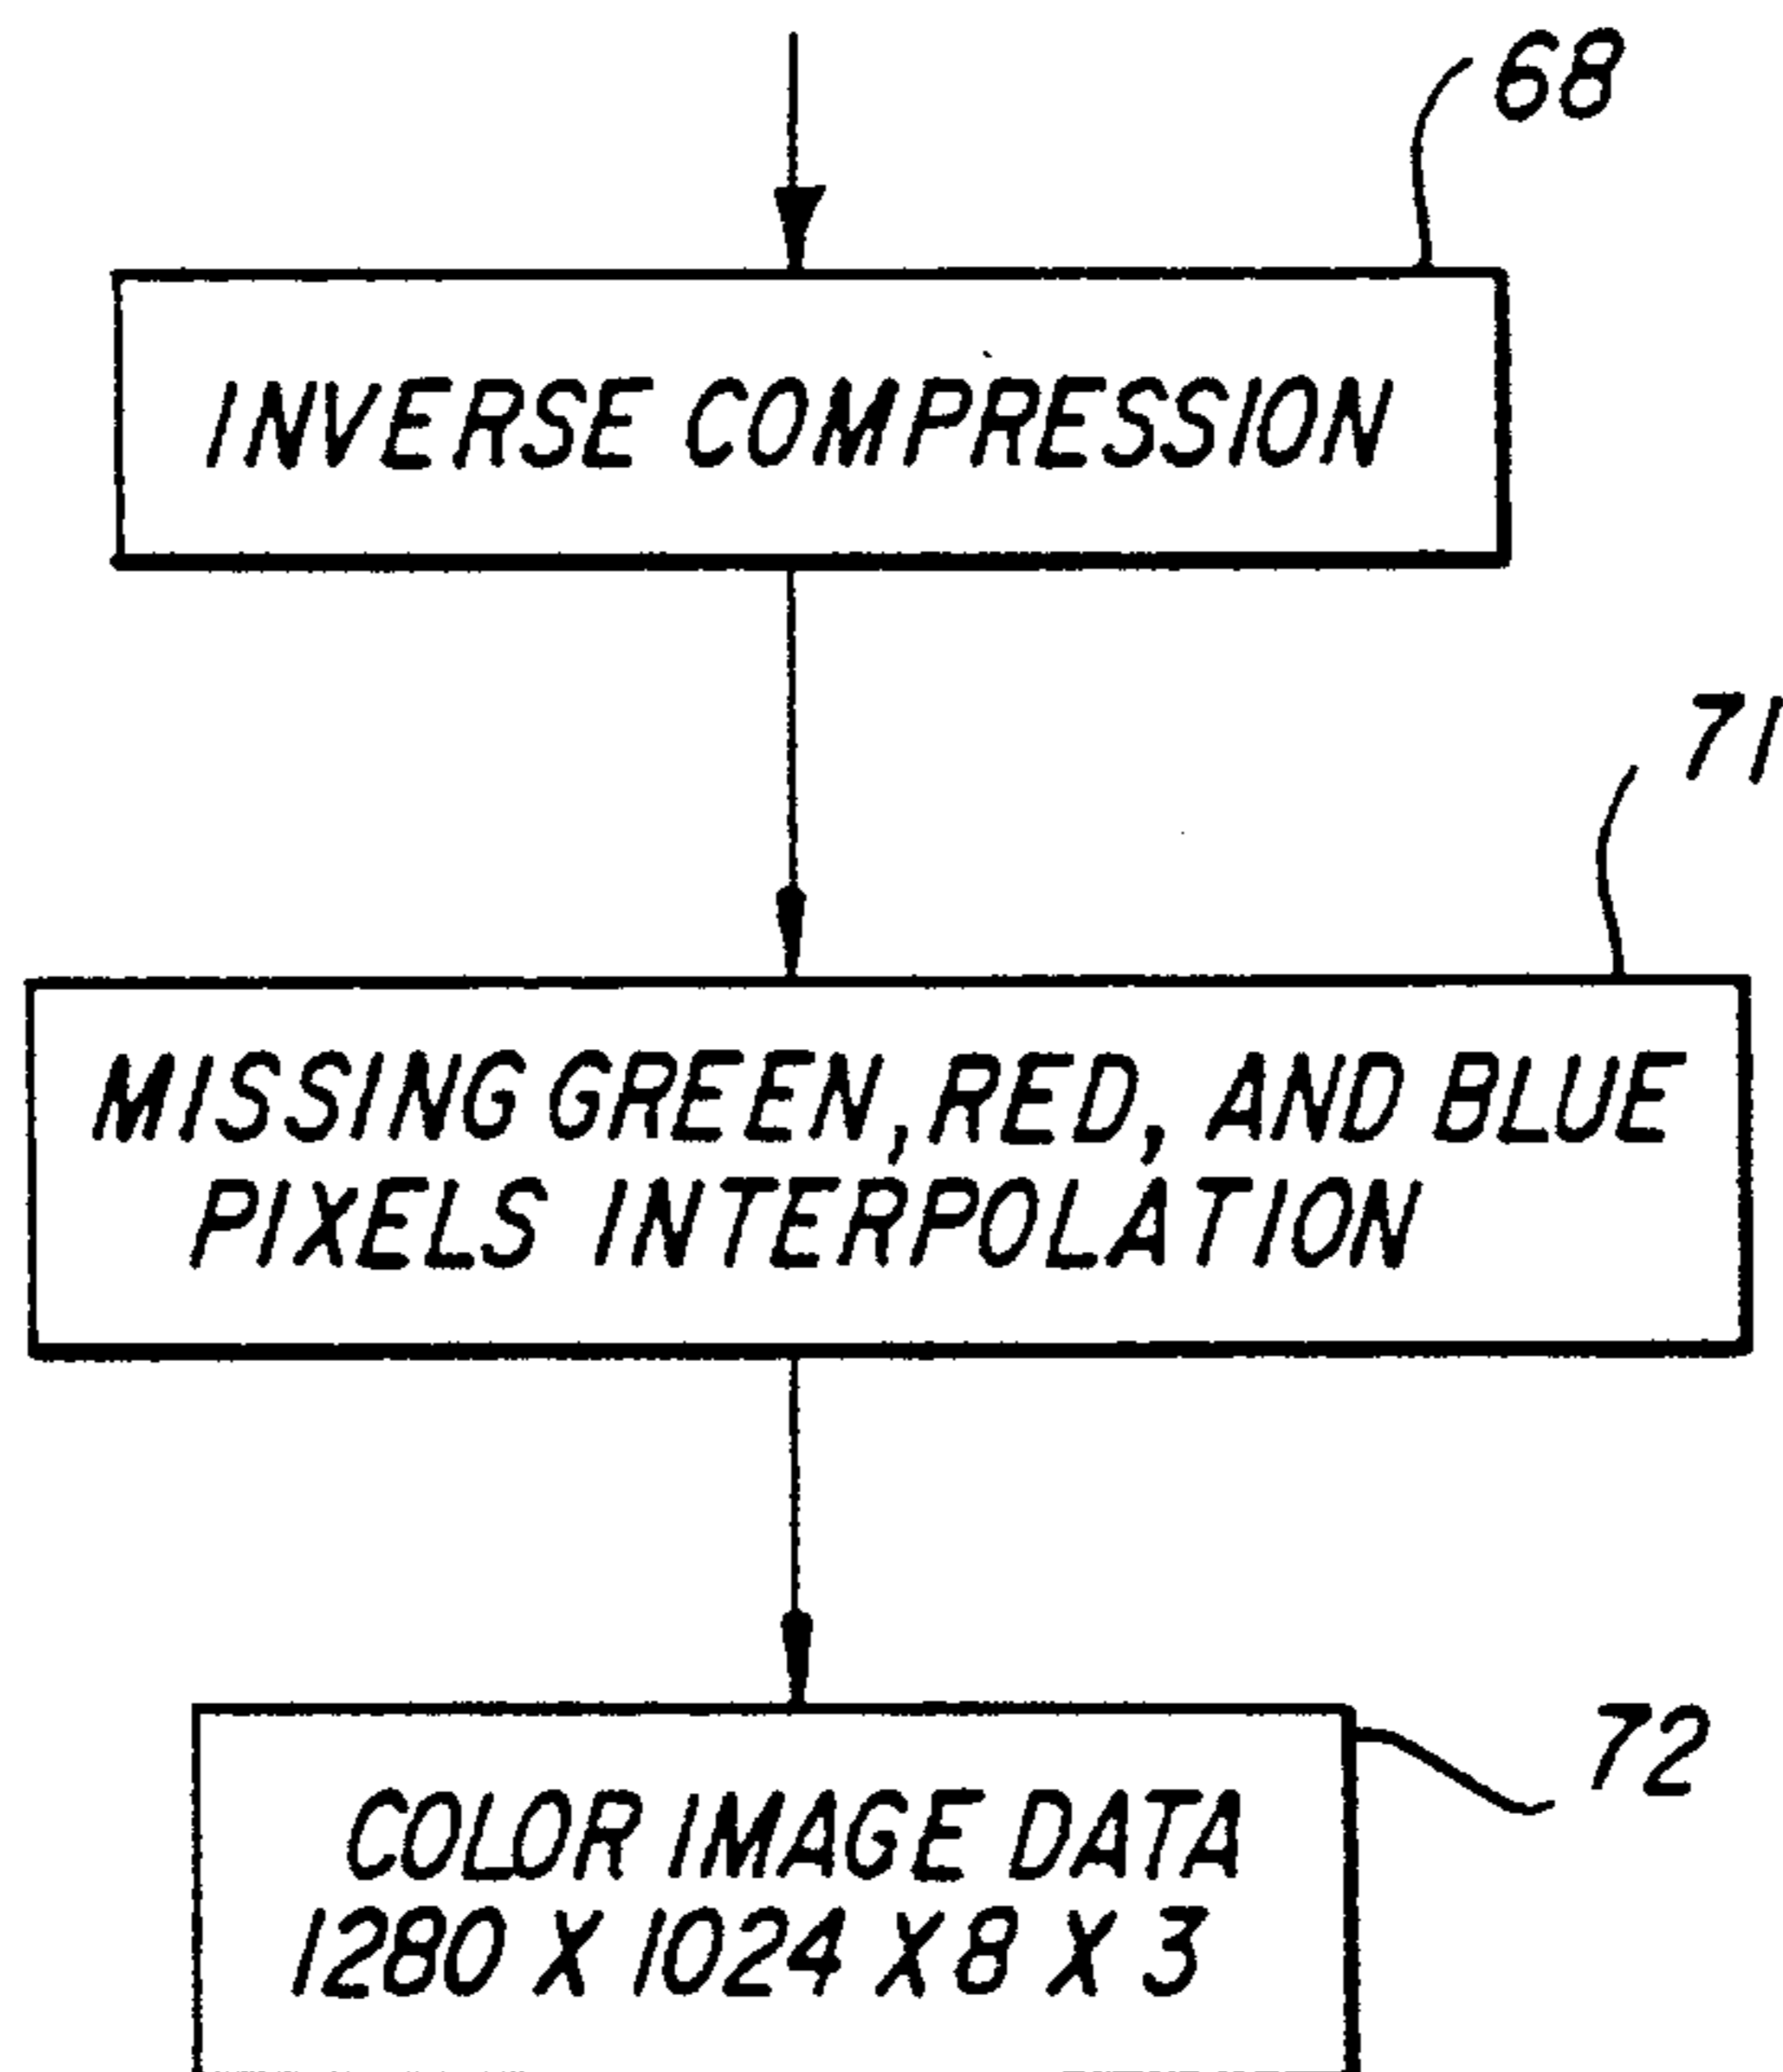 68
INVERSE COMPRESSION
71
MISSING GREEN, RED, AND BLUE
PIXELS INTERPOLATION
72
COLOR IMAGE DATA
1280 X 1024 X 8 X 3